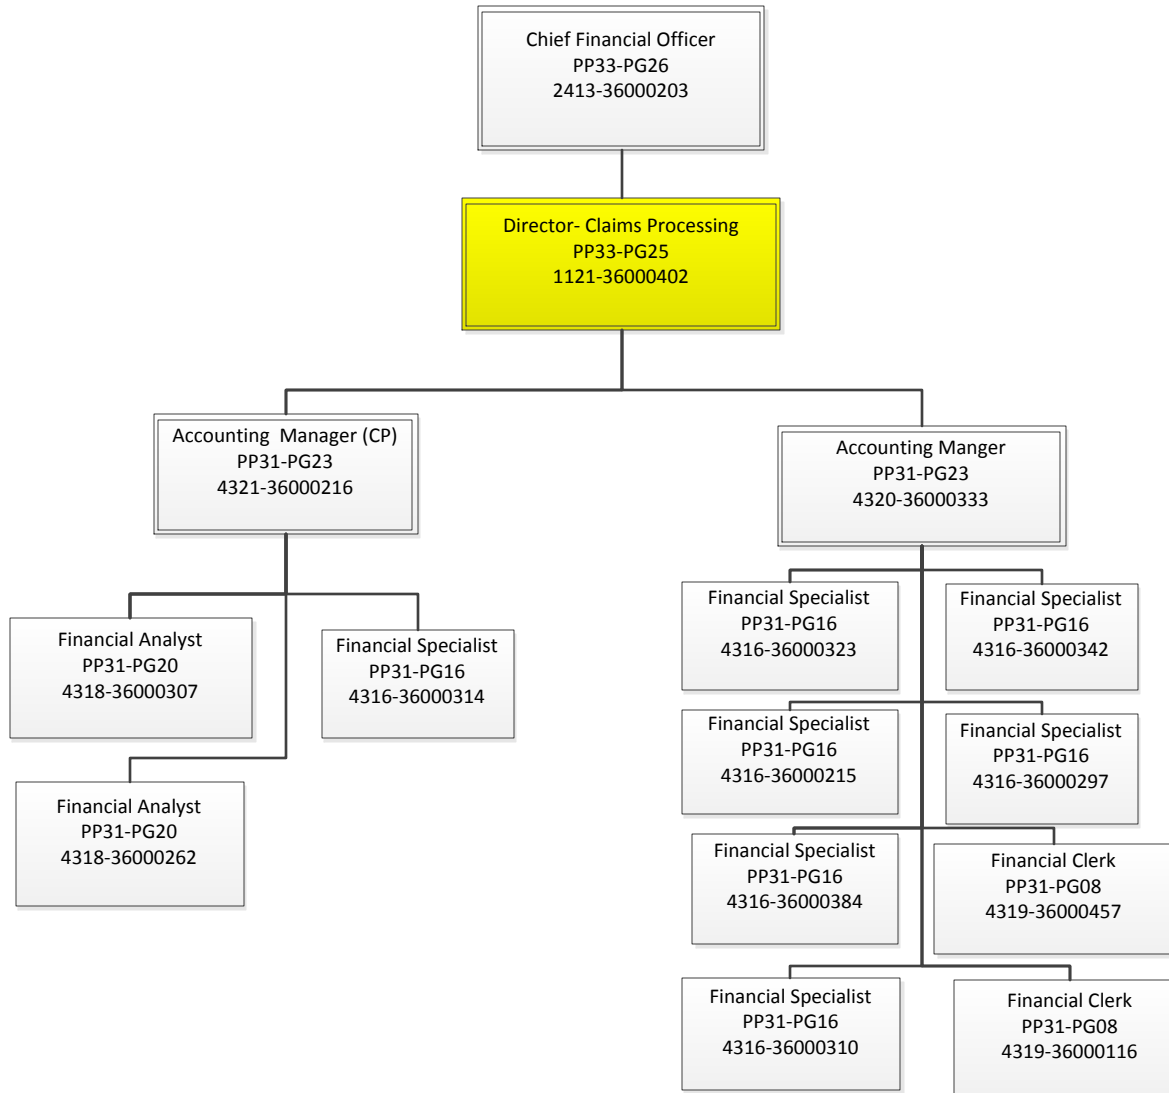 Chief Financial Officer
PP33-PG26
2413-36000203
Director- Claims Processing
PP33-PG25
1121-36000402
Accounting  Manager (CP)
PP31-PG23
4321-36000216
Accounting Manger
PP31-PG23
4320-36000333
Financial Analyst
PP31-PG20
4318-36000307
Financial Specialist
PP31-PG16
4316-36000314
Financial Analyst
PP31-PG20
4318-36000262
Financial Specialist
PP31-PG16
4316-36000323
Financial Specialist
PP31-PG16
4316-36000342
Financial Specialist
PP31-PG16
4316-36000215
Financial Specialist
PP31-PG16
4316-36000297
Financial Specialist
PP31-PG16
4316-36000384
Financial Clerk
PP31-PG08
4319-36000457
Financial Specialist
PP31-PG16
4316-36000310
Financial Clerk
PP31-PG08
4319-36000116